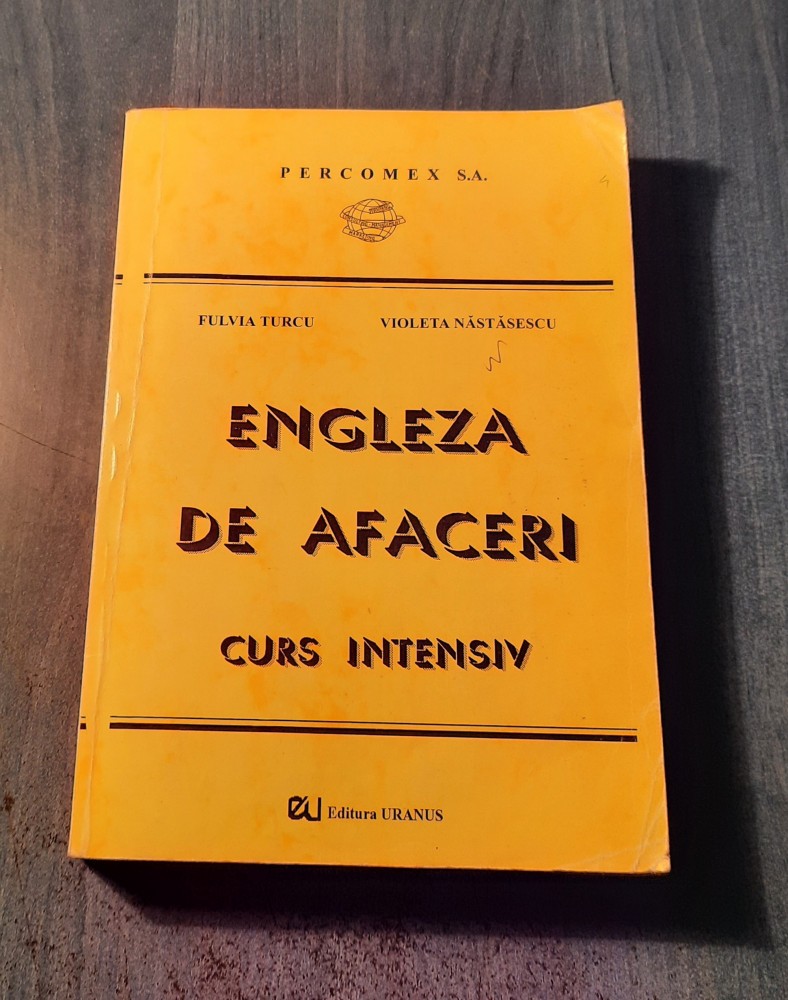 PERCOMEX S.A.
FULVIA TURCU VIOLETA NĂSTĂSESCU
ENGLEZA
DE AFACERI
CURS INTENSIV
Editura URANUS